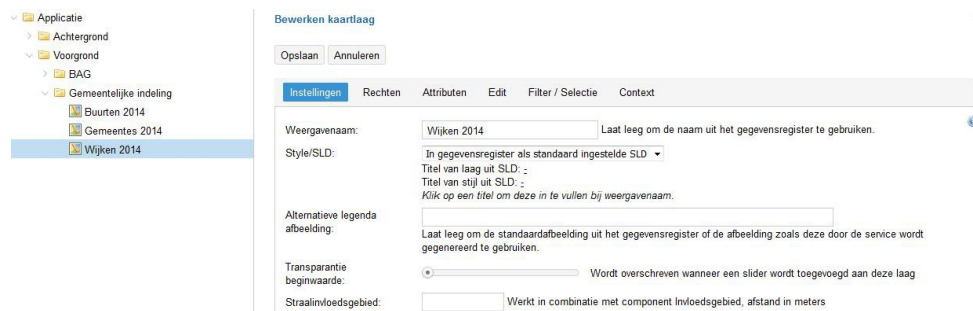 Applicatie
Achtergrond
Voorgrond
BAG
Gemeentelijke indeling
Buurten 2014
Gemeentes 2014
Wijken 2014
Bewerken kaartlaag
Opslaan Annuleren
Instellingen Rechten Attributen Edit Filter / Selectie Context
Weergavenaam: Wijken 2014 Laat leeg om de naam uit het gegevensregister te gebruiken.
Style/SLD: In gegevensregister als standaard ingestelde SLD
Titel van laag uit SLD: -
Titel van stijl uit SLD: -
Klik op een titel om deze in te vullen bij weergavenaam.
Alternatieve legenda
afbeelding:
Laat leeg om de standaardafbeelding uit het gegevensregister of de afbeelding zoals deze door de service wordt
gegenereerd te gebruiken.
Transparantie
beginwaarde:
Wordt overschreven wanneer een slider wordt toegevoegd aan deze laag
Straalinvloedsgebied: Werkt in combinatie met component Invloedsgebied, afstand in meters